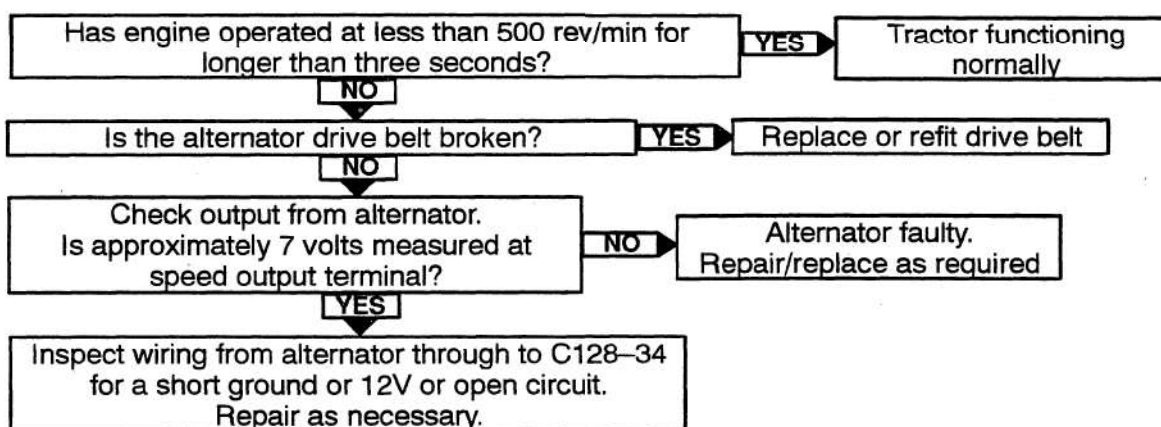 Has engine operated at less than 500 rev/min for
longer than three seconds?
YES
Tractor functioning
normally
NO
Is the alternator drive belt broken?
YES
Replace or refit drive belt
NO
Check output from alternator.
Is approximately 7 volts measured at
speed output terminal?
NO
Alternator faulty.
Repair/replace as required
YES
Inspect wiring from alternator through to C128–34
for a short ground or 12V or open circuit.
Repair as necessary.